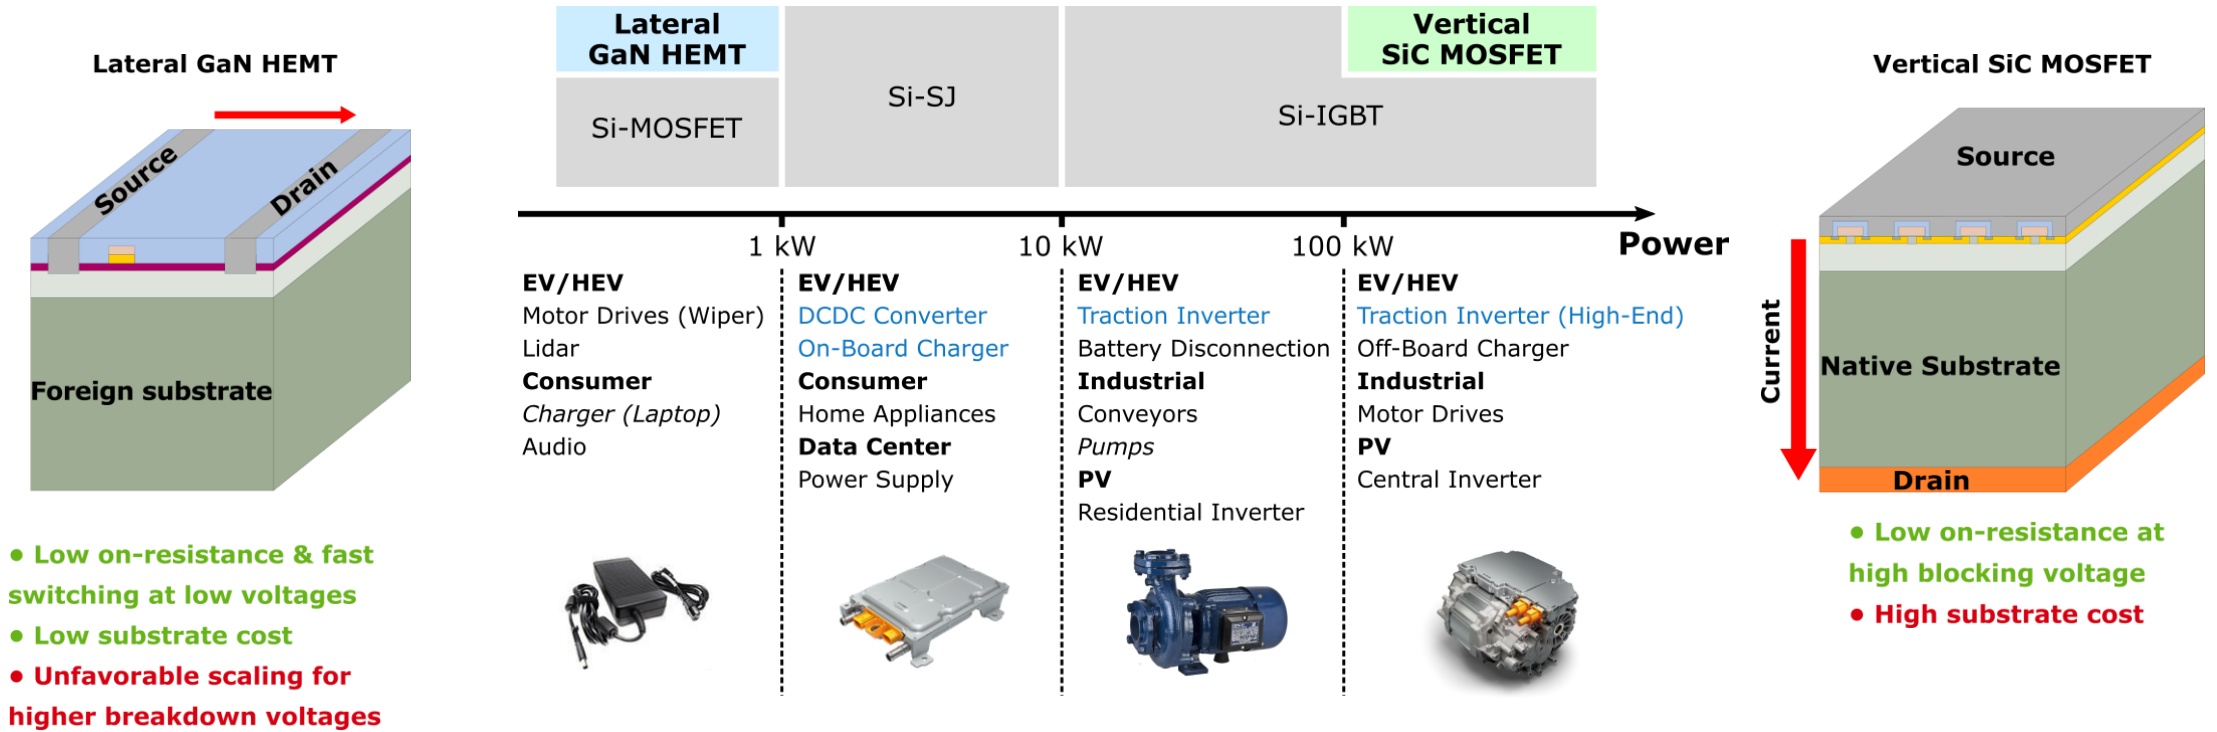 Lateral GaN HEMT
Source
Drain
Foreign substrate
• Low on-resistance & fast
switching at low voltages
• Low substrate cost
• Unfavorable scaling for
higher breakdown voltages
Lateral
GaN HEMT
Si-MOSFET
Si-SJ
Si-IGBT
Vertical
SiC MOSFET
1 kW
10 kW
100 kW
Power
EV/HEV
Motor Drives (Wiper)
Lidar
Consumer
Charger (Laptop)
Audio
EV/HEV
DCDC Converter
On-Board Charger
Consumer
Home Appliances
Data Center
Power Supply
EV/HEV
Traction Inverter
Battery Disconnection
Industrial
Conveyors
Pumps
PV
Residential Inverter
EV/HEV
Traction Inverter (High-End)
Off-Board Charger
Industrial
Motor Drives
PV
Central Inverter
Vertical SiC MOSFET
Source
Current
Native Substrate
Drain
• Low on-resistance at
high blocking voltage
• High substrate cost